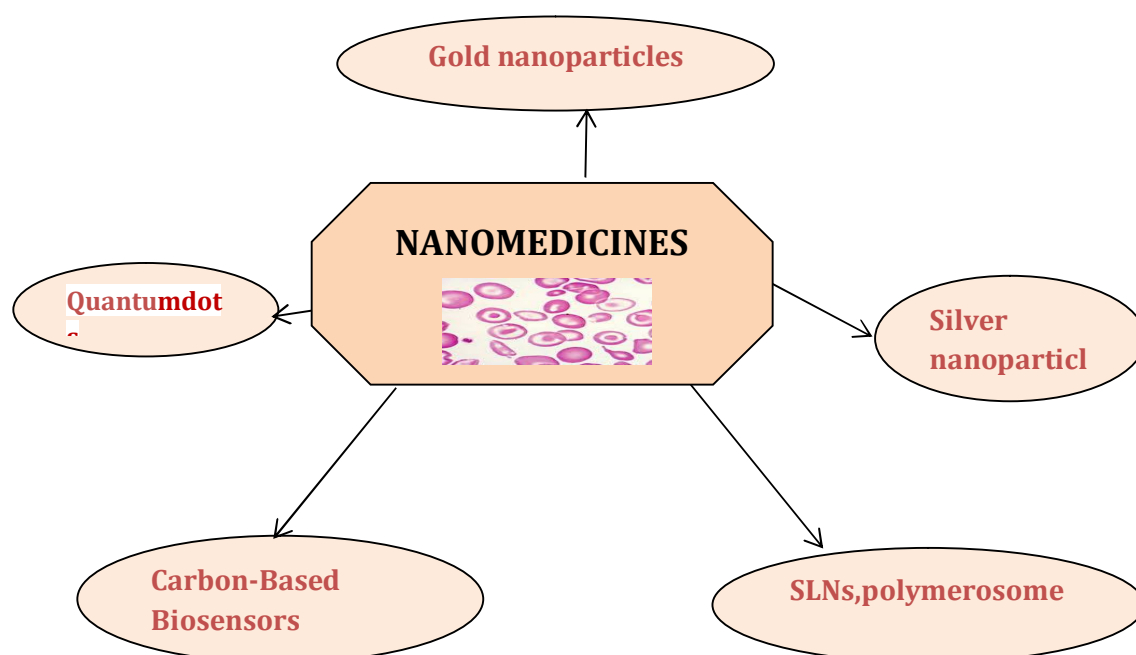 Gold nanoparticles
NANOMEDICINES
Quantumdot
s
Silver
nanoparticl
Carbon-Based
Biosensors
SLNs,polymerosome